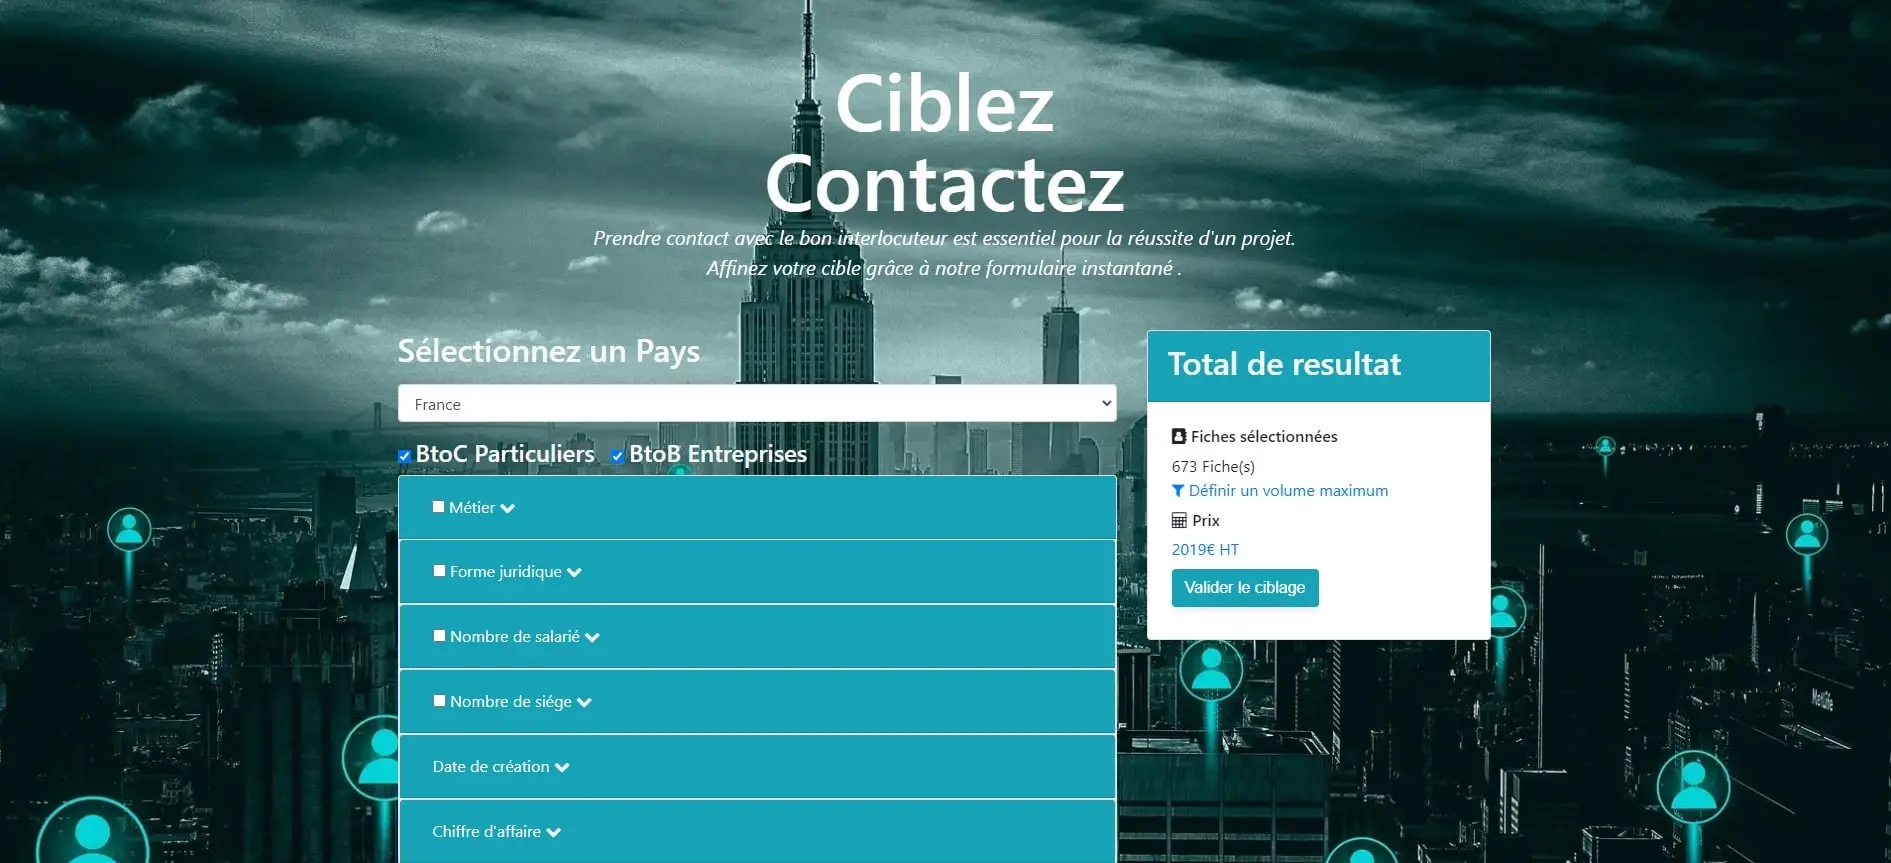 Ciblez
Contactez
Prendre contact avec le bon interlocuteur est essentiel pour la réussite d'un projet.
Affinez votre cible grâce à notre formulaire instantané .
Sélectionnez un Pays
France
BtoC Particuliers BtoB Entreprises
Métier
Forme juridique
Nombre de salarié
Nombre de siége
Date de création
Chiffre d'affaire
Total de resultat
Fiches sélectionnées
673 Fiche(s)
Définir un volume maximum
Prix
2019€ HT
Valider le ciblage
MetLife